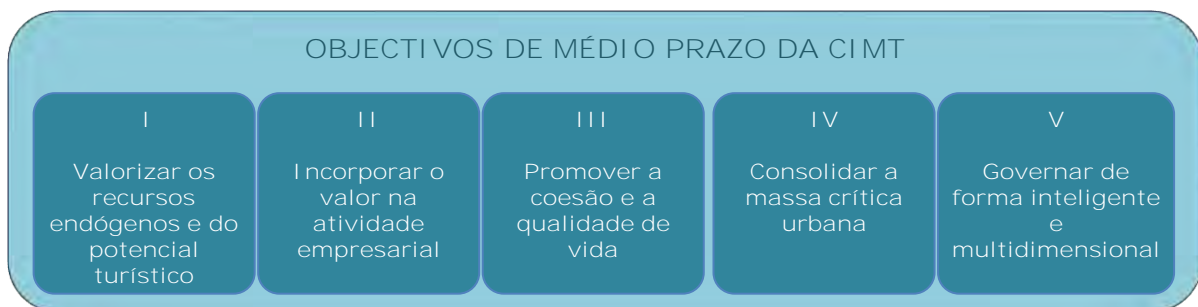 OBJECTIVOS DE MÉDIO PRAZO DA CIMT
I
Valorizar os
recursos
endógenos e do
potencial
turístico
II
Incorporar o
valor na
atividade
empresarial
III
Promover a
coesão e a
qualidade de
vida
IV
Consolidar a
massa crítica
urbana
V
Governar de
forma inteligente
e
multidimensional